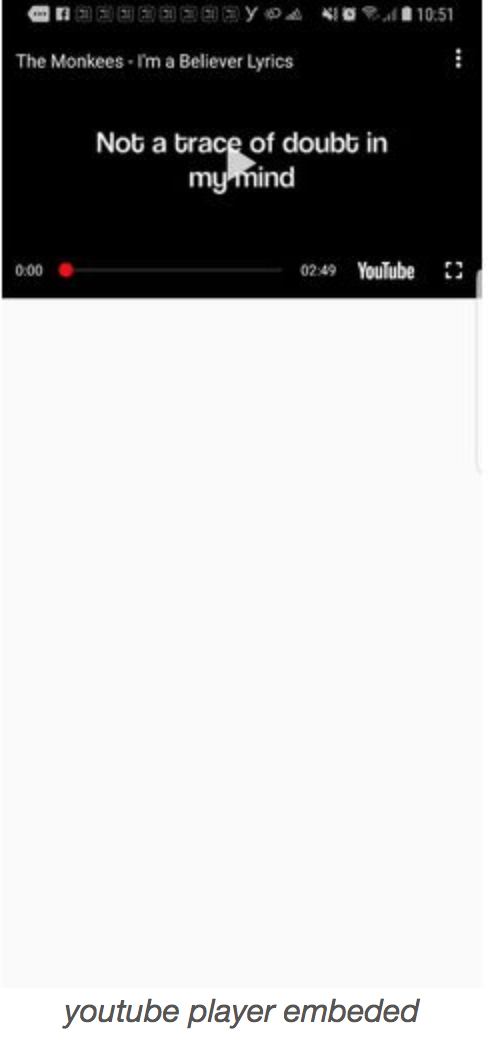 10:51
The Monkees - I'm a Believer Lyrics
Not a trace of doubt in
my mind
0:00 02:49 YouTube
youtube player embeded